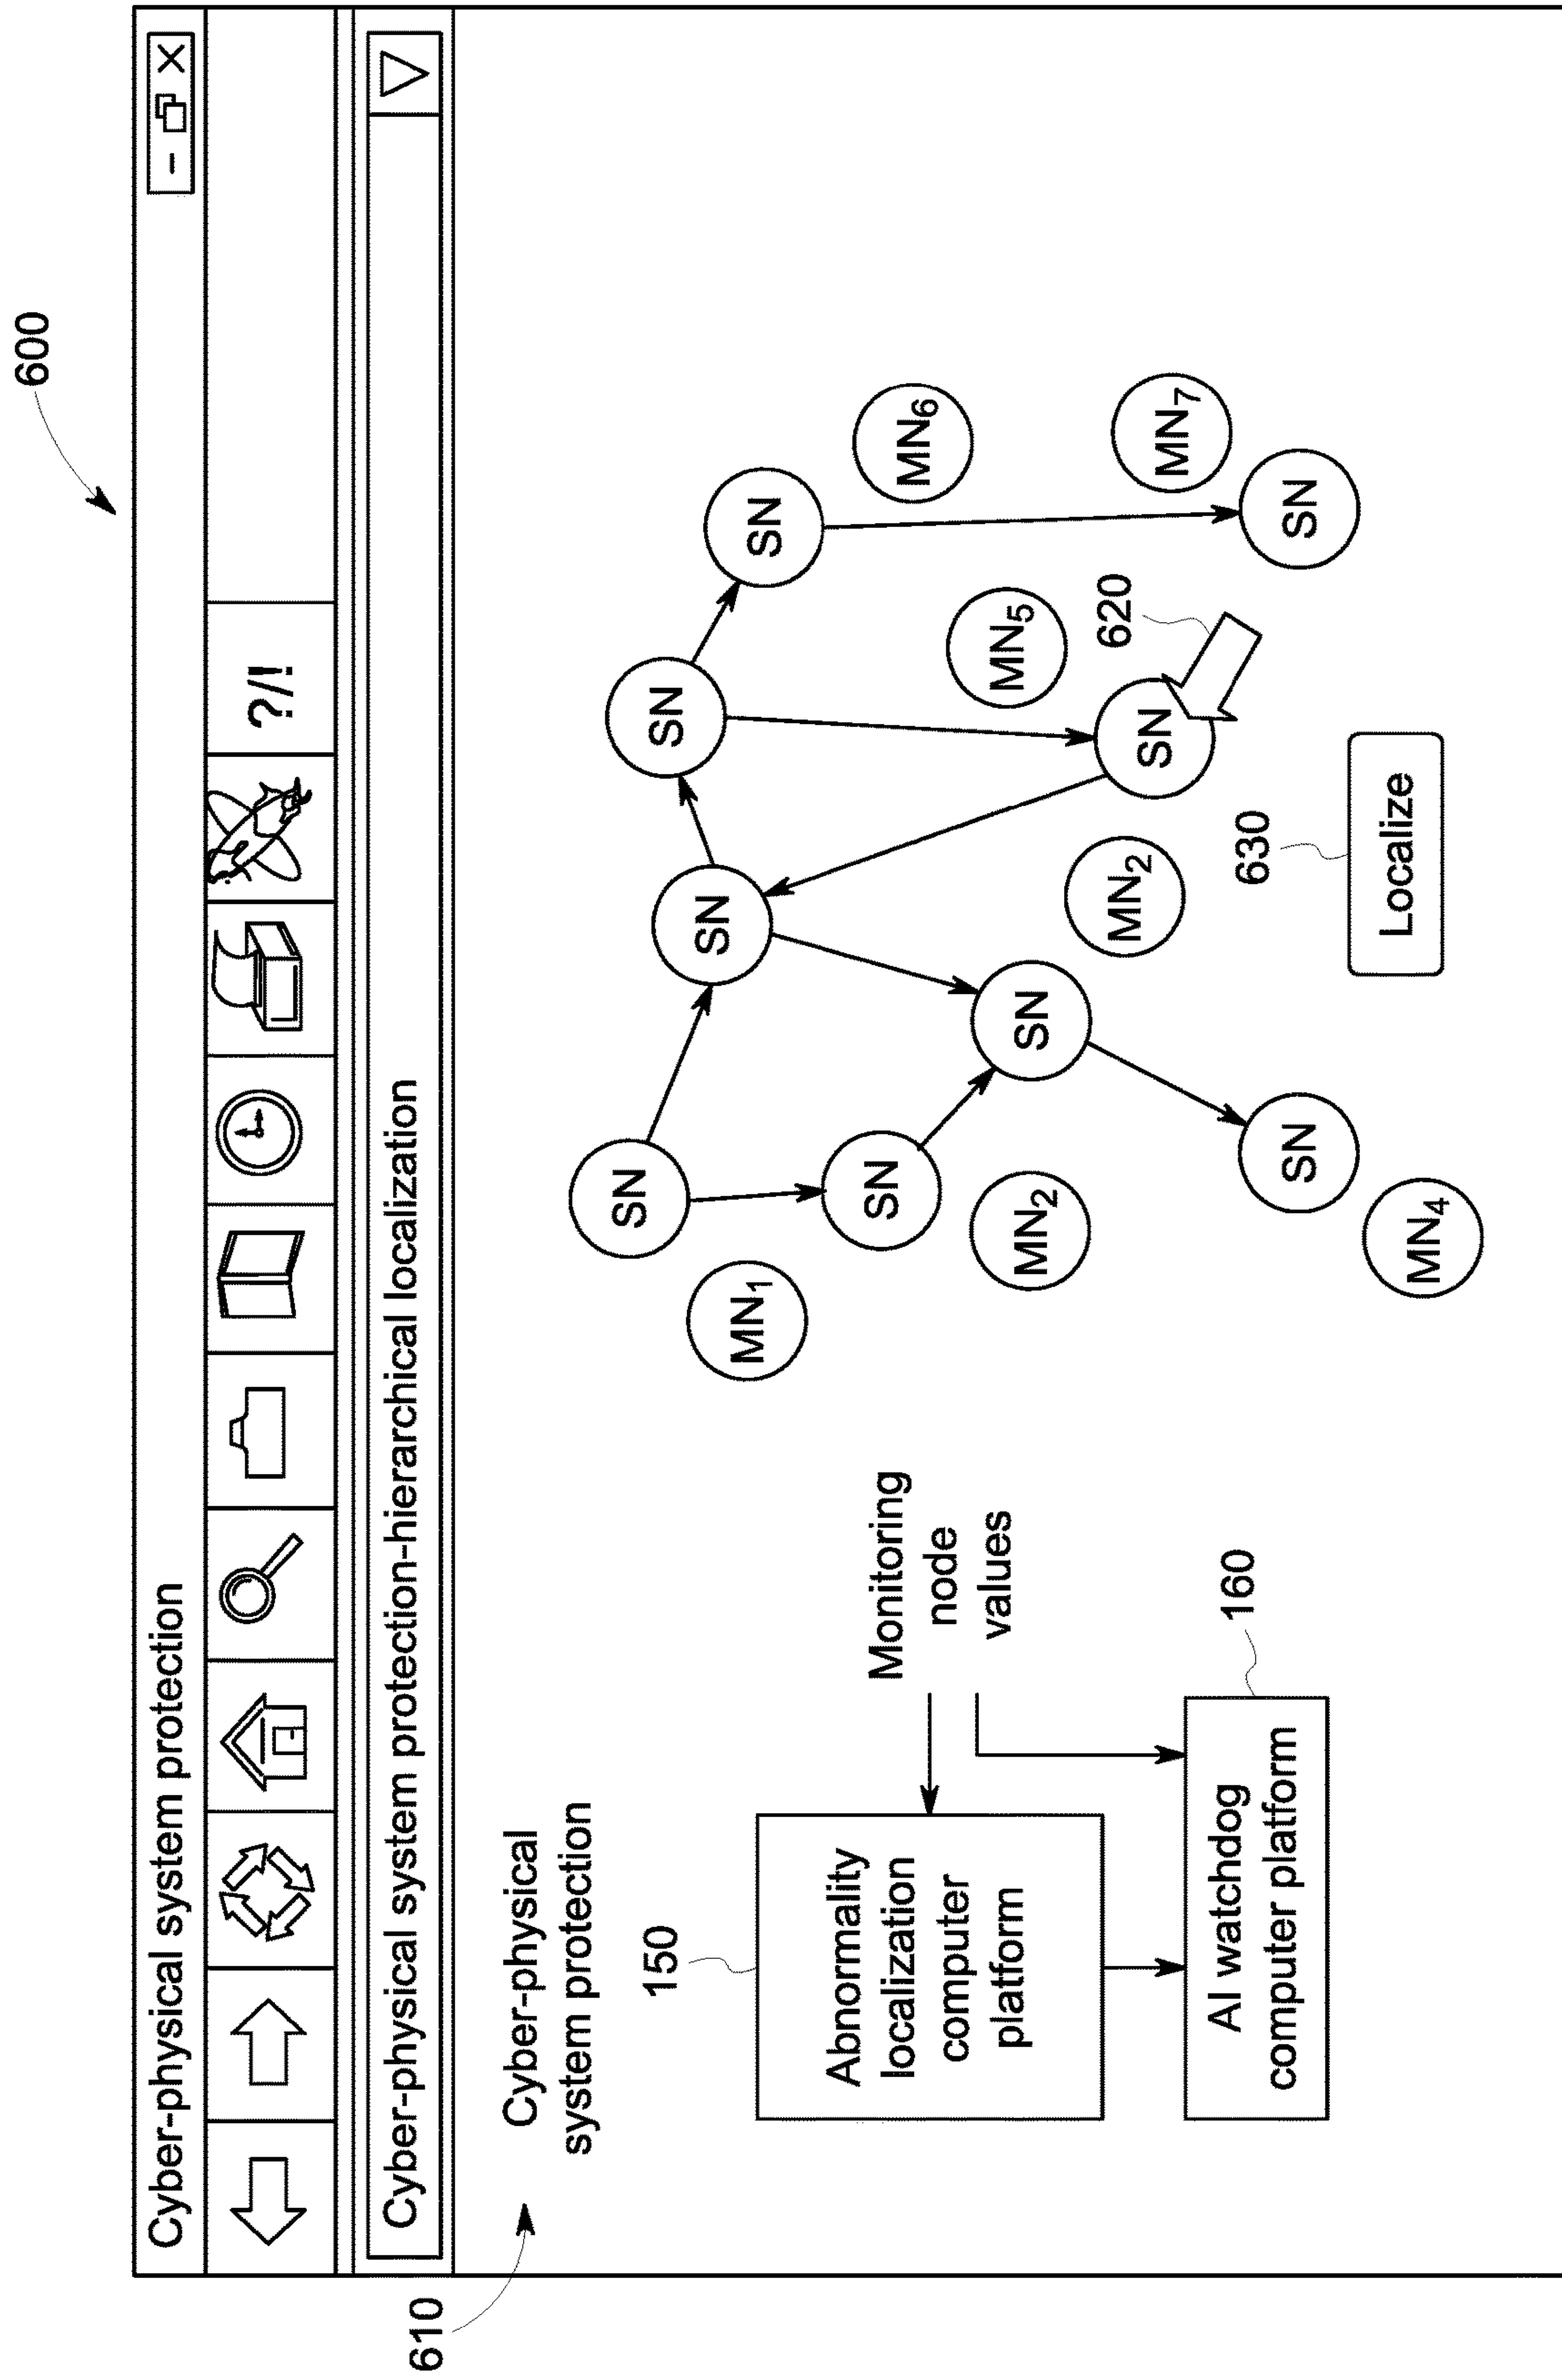 600
Cyber-physical system protection
?/!
Cyber-physical system protection-hierarchical localization
610
Cyber-physical
system protection
150
Abnormality
localization
computer
platform
Monitoring
node
values
160
AI watchdog
computer platform
SN
SN
SN
SN
SN
SN
SN
SN
SN
MN1
MN2
MN2
MN4
MN5
MN6
MN7
620
630
Localize